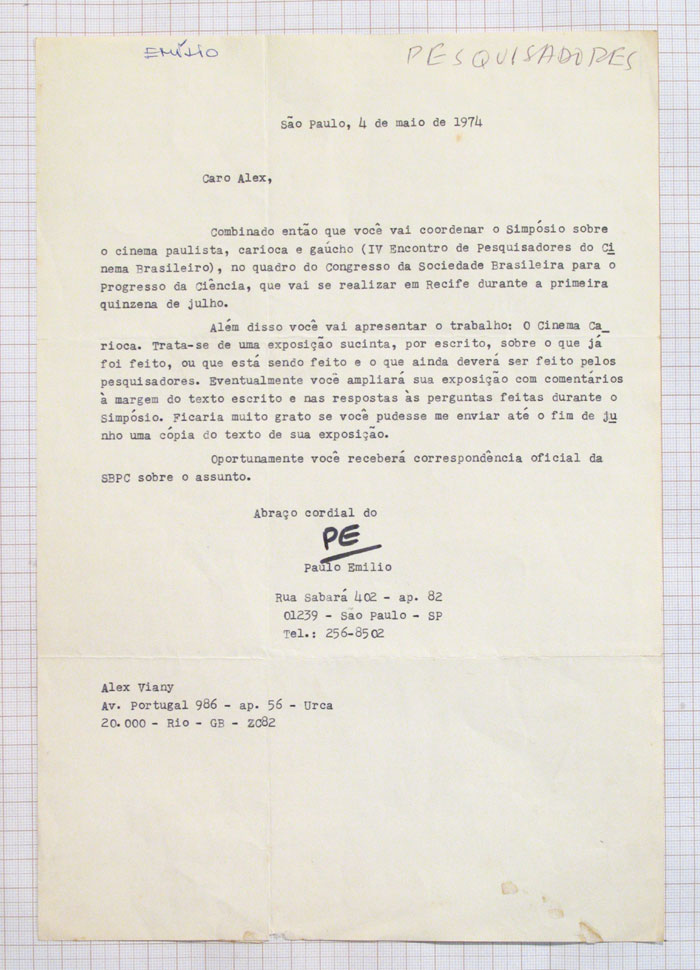 EMÍLIO
PESQUISADORES
São Paulo, 4 de maio de 1974
Caro Alex,
Combinado então que você vai coordenar o Simpósio sobre
o cinema paulista, carioca e gaúcho (IV Encontro de Pesquisadores do Ci
nema Brasileiro), no quadro do Congresso da Sociedade Brasileira para o
Progresso da Ciência, que vai se realizar em Recife durante a primeira
quinzena de julho.
Além disso você vai apresentar o trabalho: O Cinema Ca_
rioca. Trata-se de uma exposição sucinta, por escrito, sobre o que já
foi feito, ou que está sendo feito e o que ainda deverá ser feito pelos
pesquisadores. Eventualmente você ampliará sua exposição com comentários
à margem do texto escrito e nas respostas às perguntas feitas durante o
Simpósio. Ficaria muito grato se você pudesse me enviar até o fim de ju
nho uma cópia do texto de sua exposição.
Oportunamente você receberá correspondência oficial da
SBPC sobre o assunto.
Abraço cordial do
PE
Paulo Emilio
Rua Sabará 402 - ap. 82
01239 - São Paulo - SP
Tel.: 256-8502
Alex Viany
Av. Portugal 986 - ap. 56 - Urca
20.000 - Rio - GB - ZC82